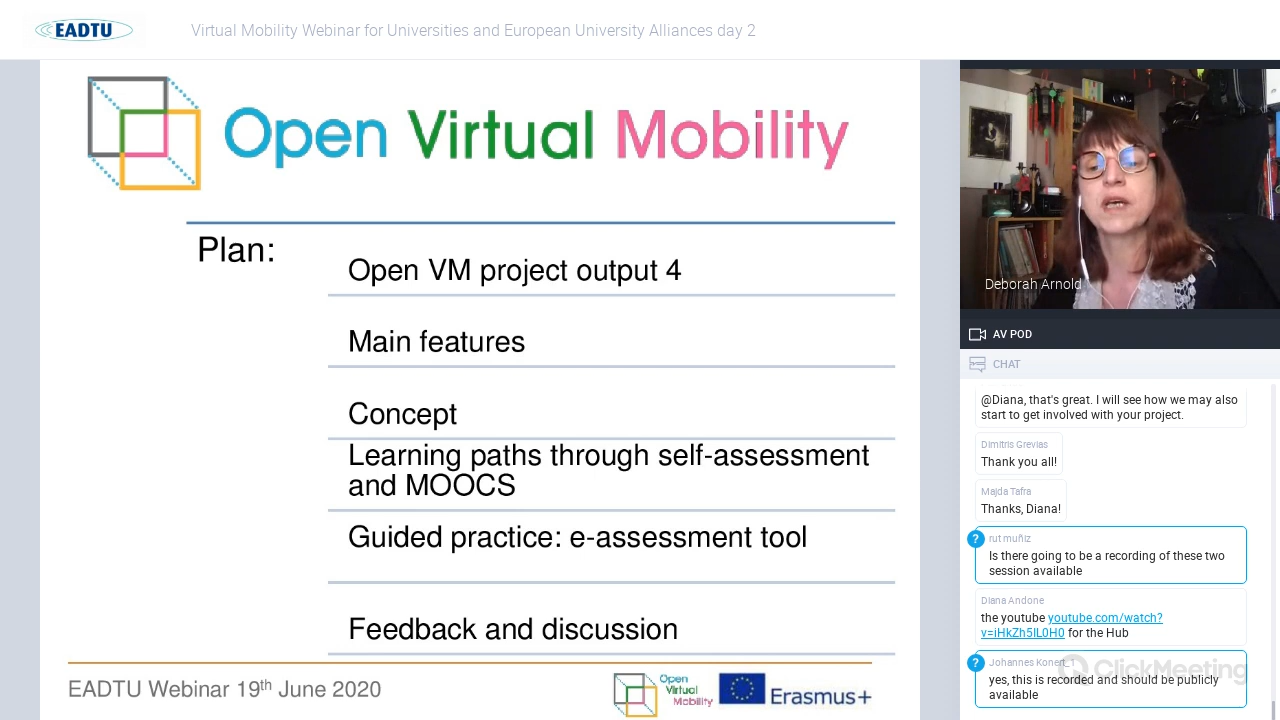 EADTU
Virtual Mobility Webinar for Universities and European University Alliances day 2
Open Virtual Mobility
Plan:
Open VM project output 4
Main features
Concept
Learning paths through self-assessment
and MOOCS
Guided practice: e-assessment tool
Feedback and discussion
EADTU Webinar 19th June 2020
Open
Virtual
Mobility
Erasmus+
Deborah Arnold
AV POD
CHAT
@Diana, that's great. I will see how we may also
start to get involved with your project.
Dimitris Grevias
Thank you all!
Majda Tafra
Thanks, Diana!
?
rut muñiz
Is there going to be a recording of these two
session available
Diana Andone
the youtube youtube.com/watch?
v=iHkZh5IL0H0 for the Hub
?
Johannes Konert_1
ClickMeeting
yes, this is recorded and should be publicly
available